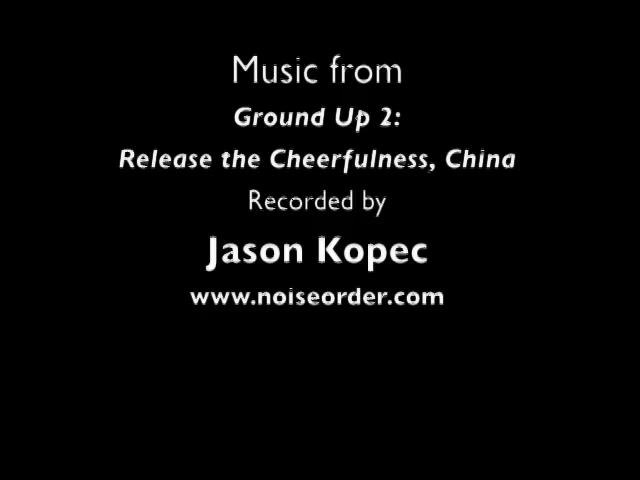 Music from
Ground Up 2:
Release the Cheerfulness, China
Recorded by
Jason Kopec
www.noiseorder.com